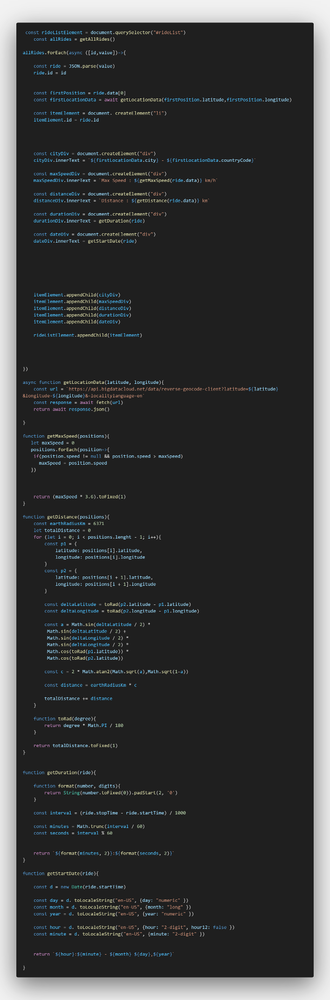 const rideListElement = document.querySelector("#rideList")
const allRides = getAllRides()
allRides.forEach(async ([id,value])=>{
const ride = JSON.parse(value)
ride.id = id
const firstPosition = ride.data[0]
const firstLocationData = await getLocationData(firstPosition.latitude,firstPosition.longitude)
const itemElement = document. createElement("li")
itemElement.id = ride.id
const cityDiv = document.createElement("div")
cityDiv.innerText = `${firstLocationData.city} - ${firstLocationData.countryCode}`
const maxSpeedDiv = document.createElement("div")
maxSpeedDiv.innerText = `Max Speed : ${getMaxSpeed(ride.data)} km/h`
const distanceDiv = document.createElement("div")
distanceDiv.innerText = `Distance : ${getDistance(ride.data)} km`
const durationDiv = document.createElement("div")
durationDiv.innerText = getDuration(ride)
const dateDiv = document.createElement("div")
dateDiv.innerText = getStartDate(ride)
itemElement.appendChild(cityDiv)
itemElement.appendChild(maxSpeedDiv)
itemElement.appendChild(distanceDiv)
itemElement.appendChild(durationDiv)
itemElement.appendChild(dateDiv)
rideListElement.appendChild(itemElement)
})
async function getLocationData(latitude, longitude){
const url = `https://api.bigdatacloud.net/data/reverse-geocode-client?latitude=${latitude}
&longitude=${longitude}&=localitylanguage=en`
const response = await fetch(url)
return await response.json()
}
function getMaxSpeed(positions){
let maxSpeed = 0
positions.forEach(position=>{
if(position.speed != null && position.speed > maxSpeed)
maxSpeed = position.speed
})
return (maxSpeed * 3.6).toFixed(1)
}
function getDistance(positions){
const earthRadiusKm = 6371
let totalDistance = 0
for (let i = 0; i < positions.lenght - 1; i++){
const p1 = {
latitude: positions[i].latitude,
longitude: positions[i].longitude
}
const p2 = {
latitude: positions[i + 1].latitude,
longitude: positions[i + 1].longitude
}
const deltaLatitude = toRad(p2.latitude - p1.latitude)
const deltaLongitude = toRad(p2.longitude - p1.longitude)
const a = Math.sin(deltaLatitude / 2) *
Math.sin(deltaLatitude / 2) +
Math.sin(deltaLongitude / 2) *
Math.sin(deltaLongitude / 2) *
Math.cos(toRad(p1.latitude)) *
Math.cos(toRad(p2.latitude))
const c = 2 * Math.atan2(Math.sqrt(a),Math.sqrt(1-a))
const distance = earthRadiusKm * c
totalDistance += distance
}
function toRad(degree){
return degree * Math.PI / 180
}
return totalDistance.toFixed(1)
}
function getDuration(ride){
function format(number, digits){
return String(number.toFixed(0)).padStart(2, '0')
}
const interval = (ride.stopTime - ride.startTime) / 1000
const minutes = Math.trunc(interval / 60)
const seconds = interval % 60
return `${format(minutes, 2)}:${format(seconds, 2)}`
}
function getStartDate(ride){
const d = new Date(ride.startTime)
const day = d. toLocaleString("en-US", {day: "numeric" })
const month = d. toLocaleString("en-US", {month: "long" })
const year = d. toLocaleString("en-US", {year: "numeric" })
const hour = d. toLocaleString("en-US", {hour: "2-digit", hour12: false })
const minute = d. toLocaleString("en-US", {minute: "2-digit" })
return `${hour}:${minute} - ${month} ${day},${year}`
}